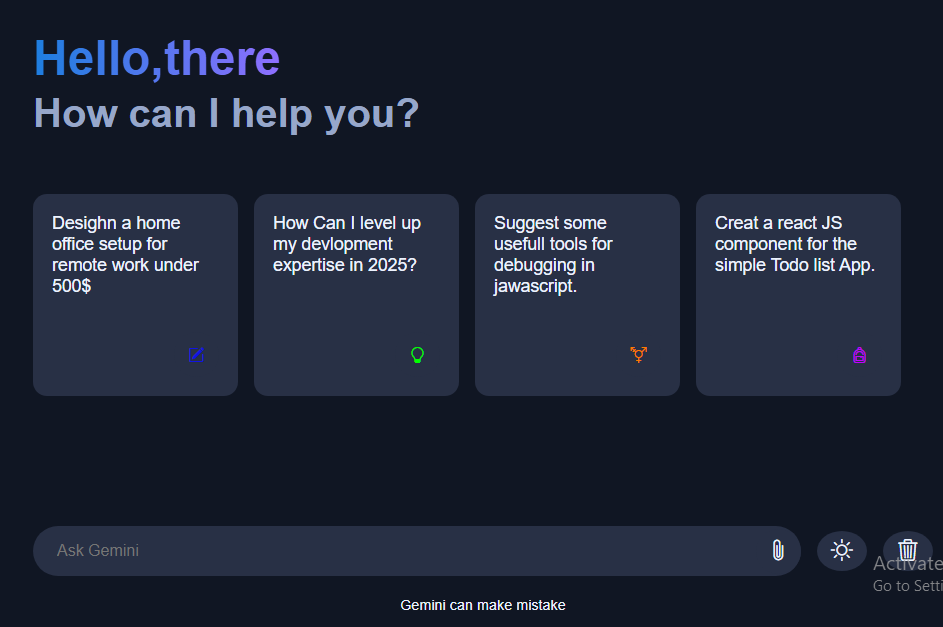 Hello,there
How can I help you?
Desighn a home
office setup for
remote work under
500$
How Can I level up
my devlopment
expertise in 2025?
Suggest some
usefull tools for
debugging in
jawascript.
Creat a react JS
component for the
simple Todo list App.
Ask Gemini
Activate
Go to Setti
Gemini can make mistake